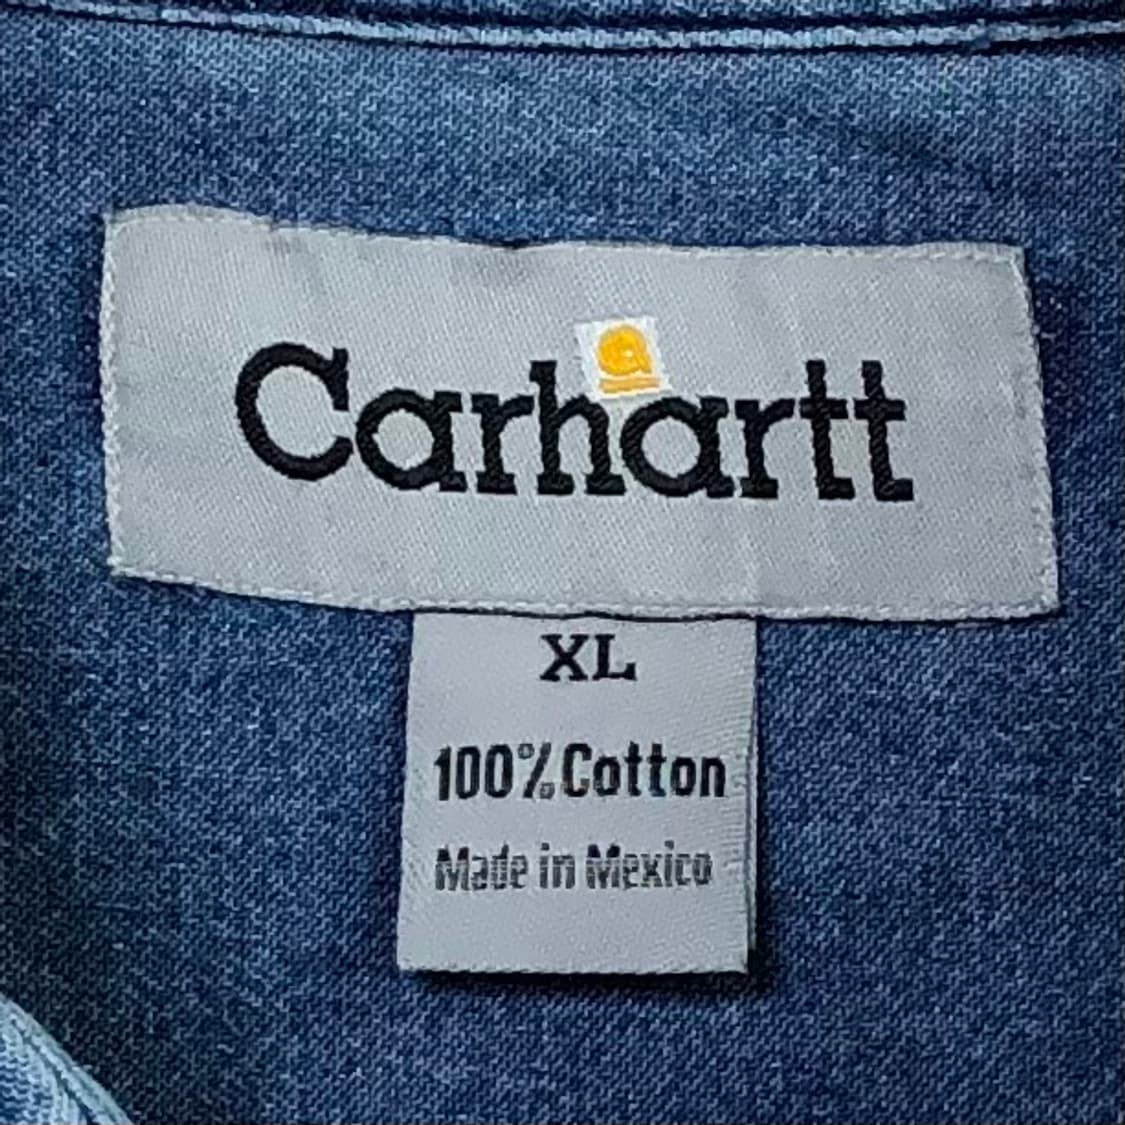 Carhartt
XL
100% Cotton
Made in Mexico